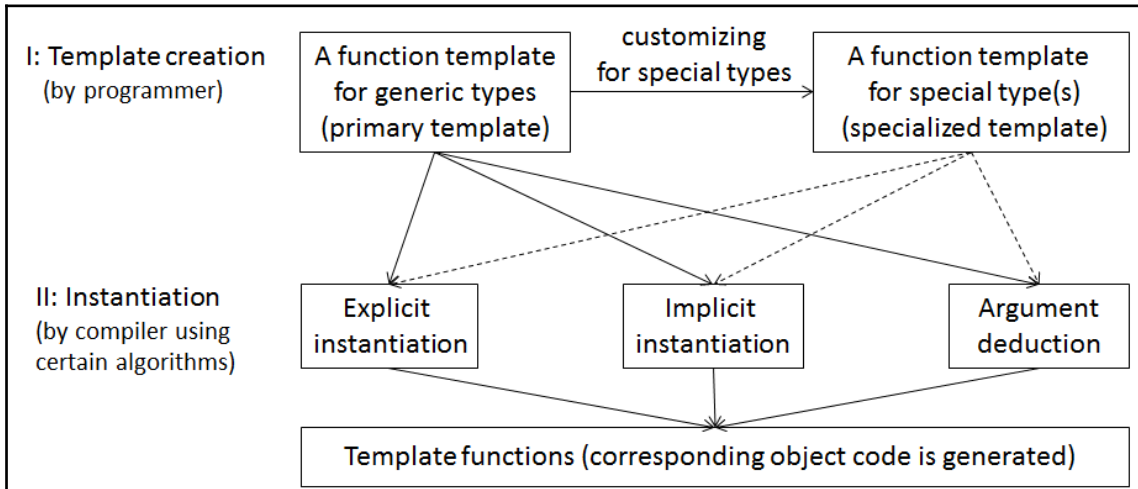 I: Template creation
(by programmer)
A function template
for generic types
(primary template)
customizing
for special types
A function template
for special type(s)
(specialized template)
II: Instantiation
(by compiler using
certain algorithms)
Explicit
instantiation
Implicit
instantiation
Argument
deduction
Template functions (corresponding object code is generated)